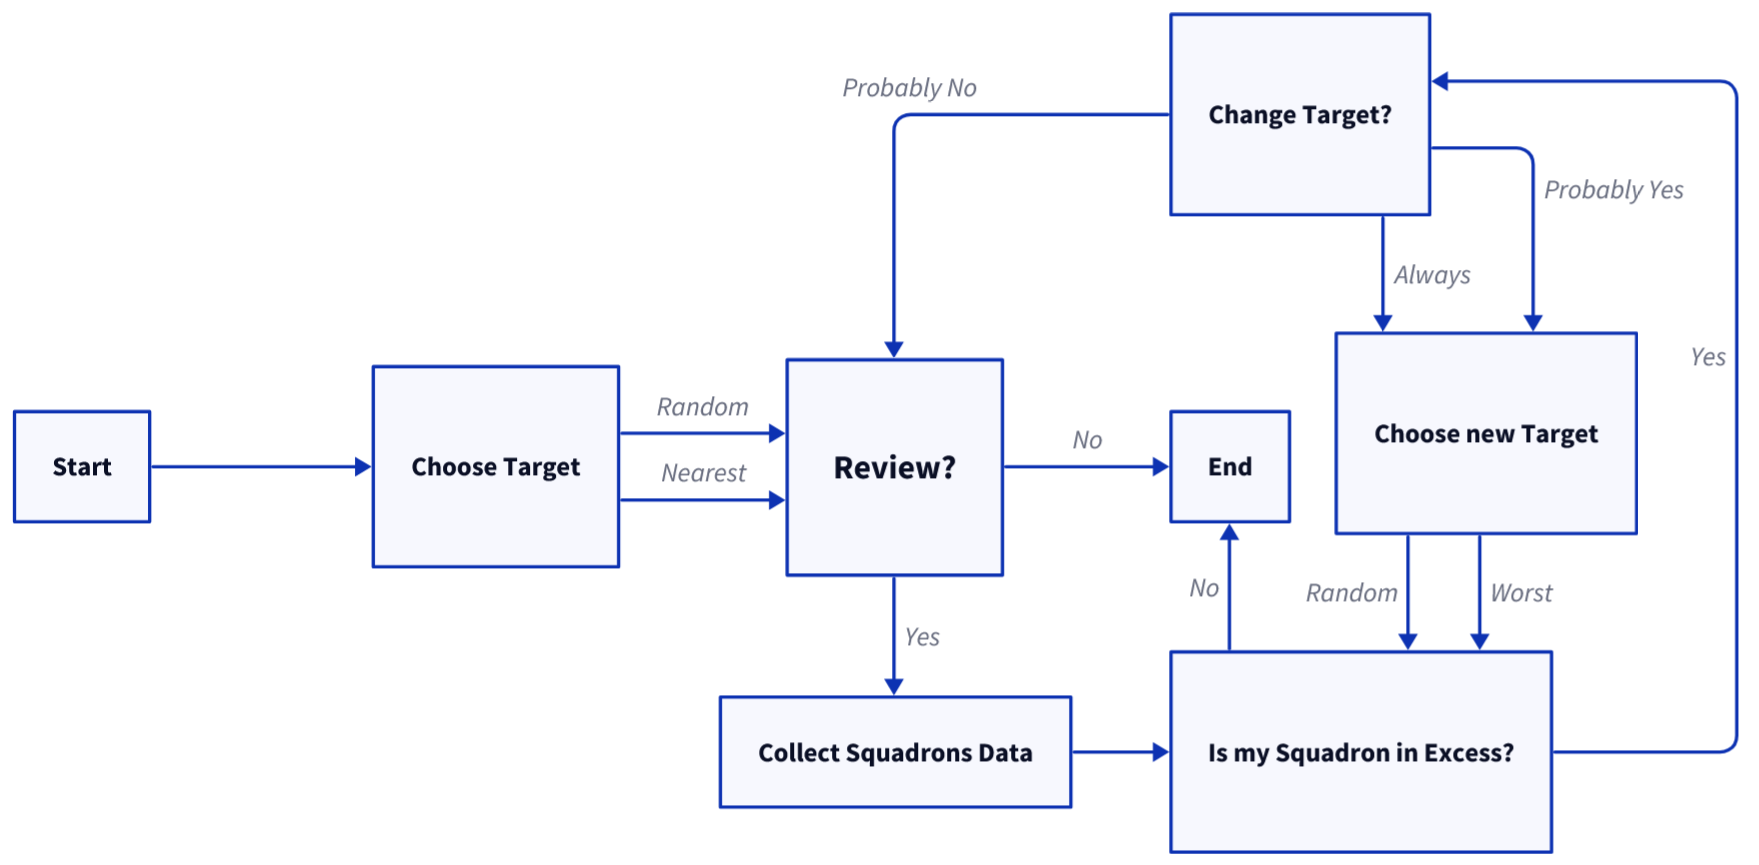 Probably No
Change Target?
Probably Yes
Always
Yes
Start
Choose Target
Random
Nearest
Review?
No
End
Choose new Target
No
Random
Worst
Yes
Collect Squadrons Data
Is my Squadron in Excess?